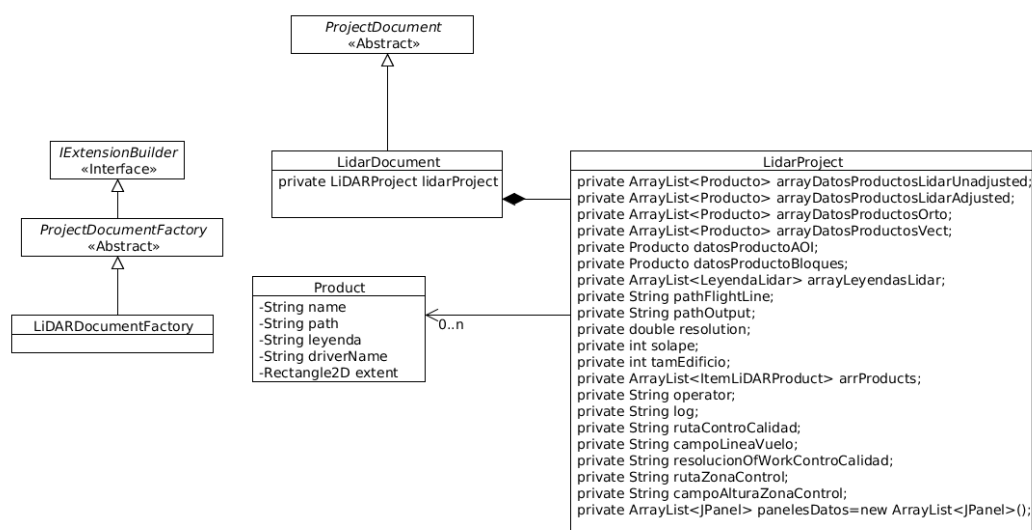 ProjectDocument
«Abstract»
IExtensionBuilder
«Interface»
ProjectDocumentFactory
«Abstract»
LiDARDocumentFactory
LidarDocument
private LiDARProject lidarProject
Product
-String name
-String path
-String leyenda
-String driverName
-Rectangle2D extent
0..n
LidarProject
private ArrayList<Producto> arrayDatosProductosLidarUnadjusted;
private ArrayList<Producto> arrayDatosProductosLidarAdjusted;
private ArrayList<Producto> arrayDatosProductosOrto;
private ArrayList<Producto> arrayDatosProductosVect;
private Producto datosProductoAOI;
private Producto datosProductoBloques;
private ArrayList<LeyendaLidar> arrayLeyendasLidar;
private String pathFlightLine;
private String pathOutput;
private double resolution;
private int solape;
private int tamEdificio;
private ArrayList<ItemLiDARProduct> arrProducts;
private String operator;
private String log;
private String rutaControCalidad;
private String campoLineaVuelo;
private String resolucionOfWorkControCalidad;
private String rutaZonaControl;
private String campoAlturaZonaControl;
private ArrayList<JPanel> panelesDatos=new ArrayList<JPanel>();